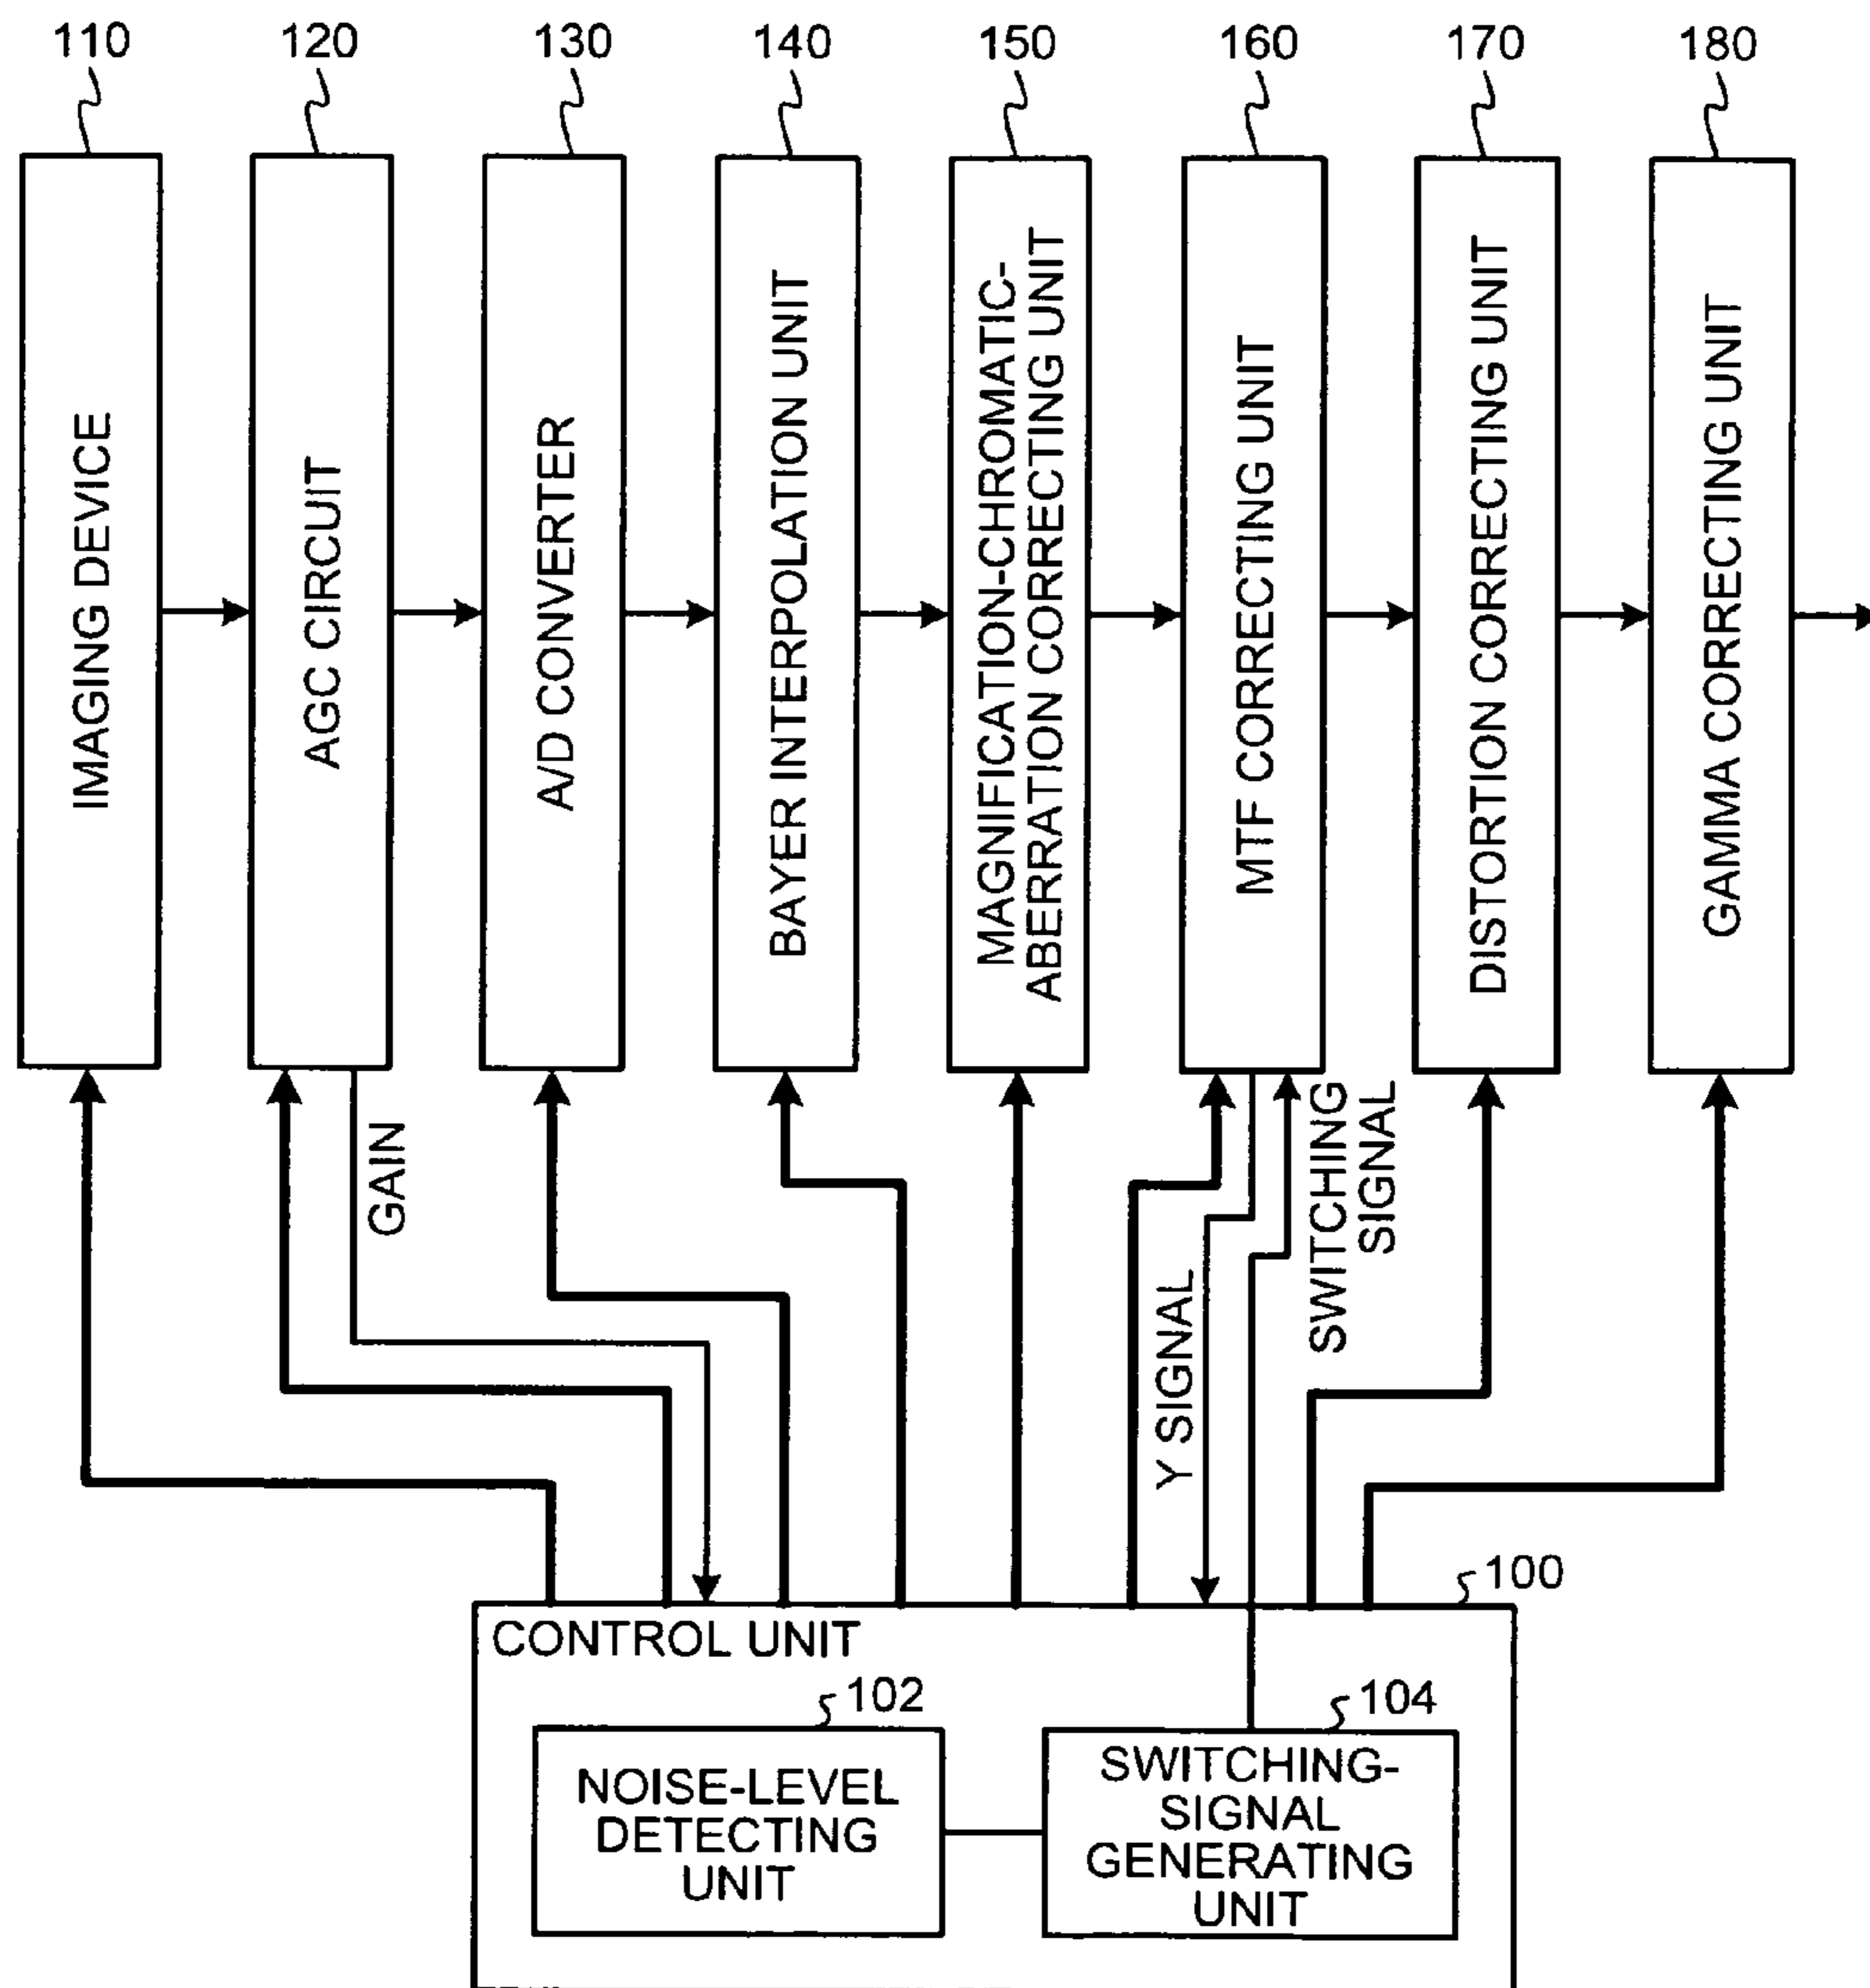 110
120
130
140
150
160
170
180
IMAGING DEVICE
AGC CIRCUIT
A/D CONVERTER
BAYER INTERPOLATION UNIT
MAGNIFICATION-CHROMATIC-
ABERRATION CORRECTING UNIT
MTF CORRECTING UNIT
DISTORTION CORRECTING UNIT
GAMMA CORRECTING UNIT
GAIN
Y SIGNAL
SWITCHING
SIGNAL
100
CONTROL UNIT
102
104
NOISE-LEVEL
DETECTING
UNIT
SWITCHING-
SIGNAL
GENERATING
UNIT